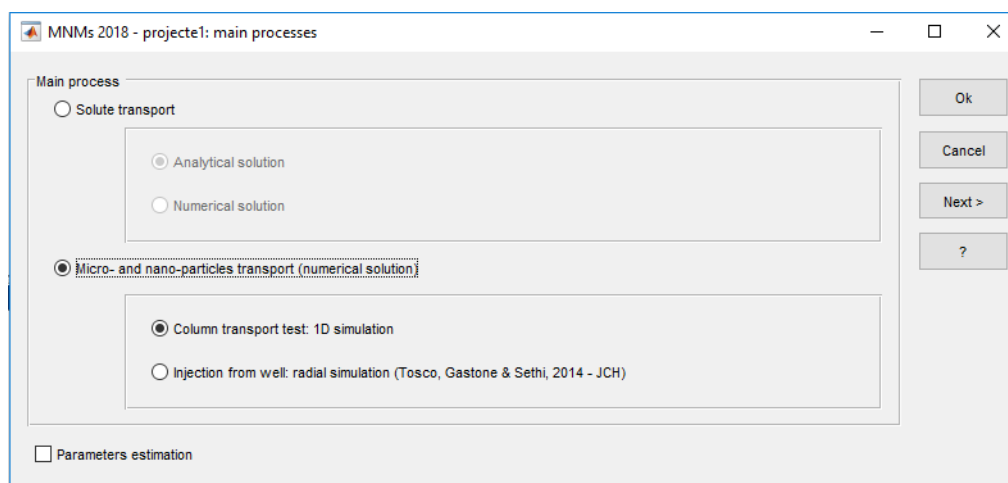 MNMs 2018 - projecte1: main processes
Main process
Solute transport
Analytical solution
Numerical solution
Micro- and nano-particles transport (numerical solution)
Column transport test: 1D simulation
Injection from well: radial simulation (Tosco, Gastone & Sethi, 2014 - JCH)
Parameters estimation
Ok
Cancel
Next >
?